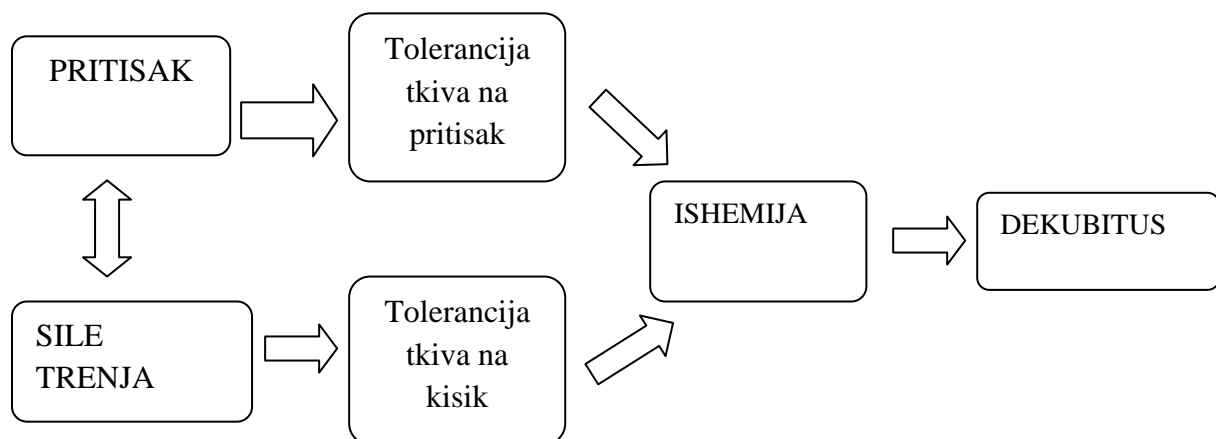 PRITISAK
Tolerancija
tkiva na
pritisak
SILE
TRENJA
Tolerancija
tkiva na
kisik
ISHEMIJA
DEKUBITUS